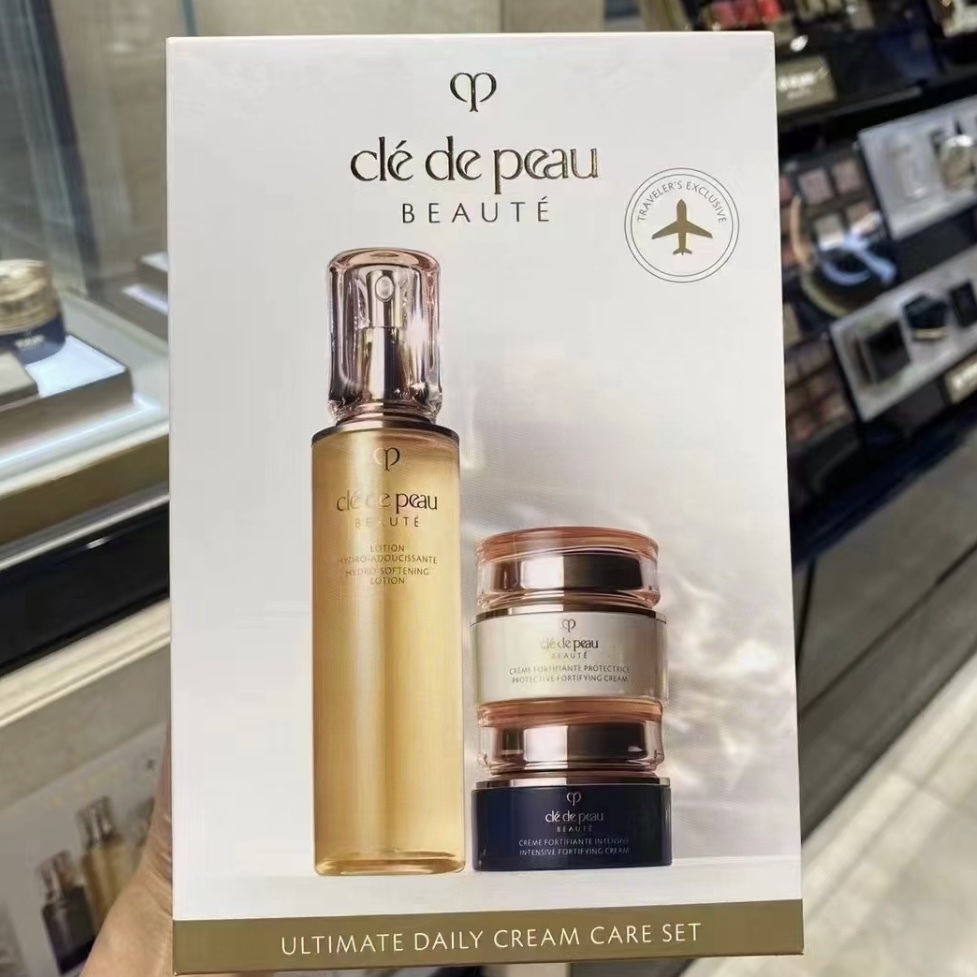 clé de peau
BEAUTÉ
TRAVELER'S EXCLUSIVE
clé de peau
BEAUTÉ
LOTION
HYDRO-ADOUCISSANTE
HYDRO-SOFTENING
LOTION
clé de peau
BEAUTÉ
CRÈME FORTIFIANTE PROTECTRICE
PROTECTIVE FORTIFYING CREAM
clé de peau
BEAUTÉ
CRÈME FORTIFIANTE INTENSIVE
INTENSIVE FORTIFYING CREAM
ULTIMATE DAILY CREAM CARE SET